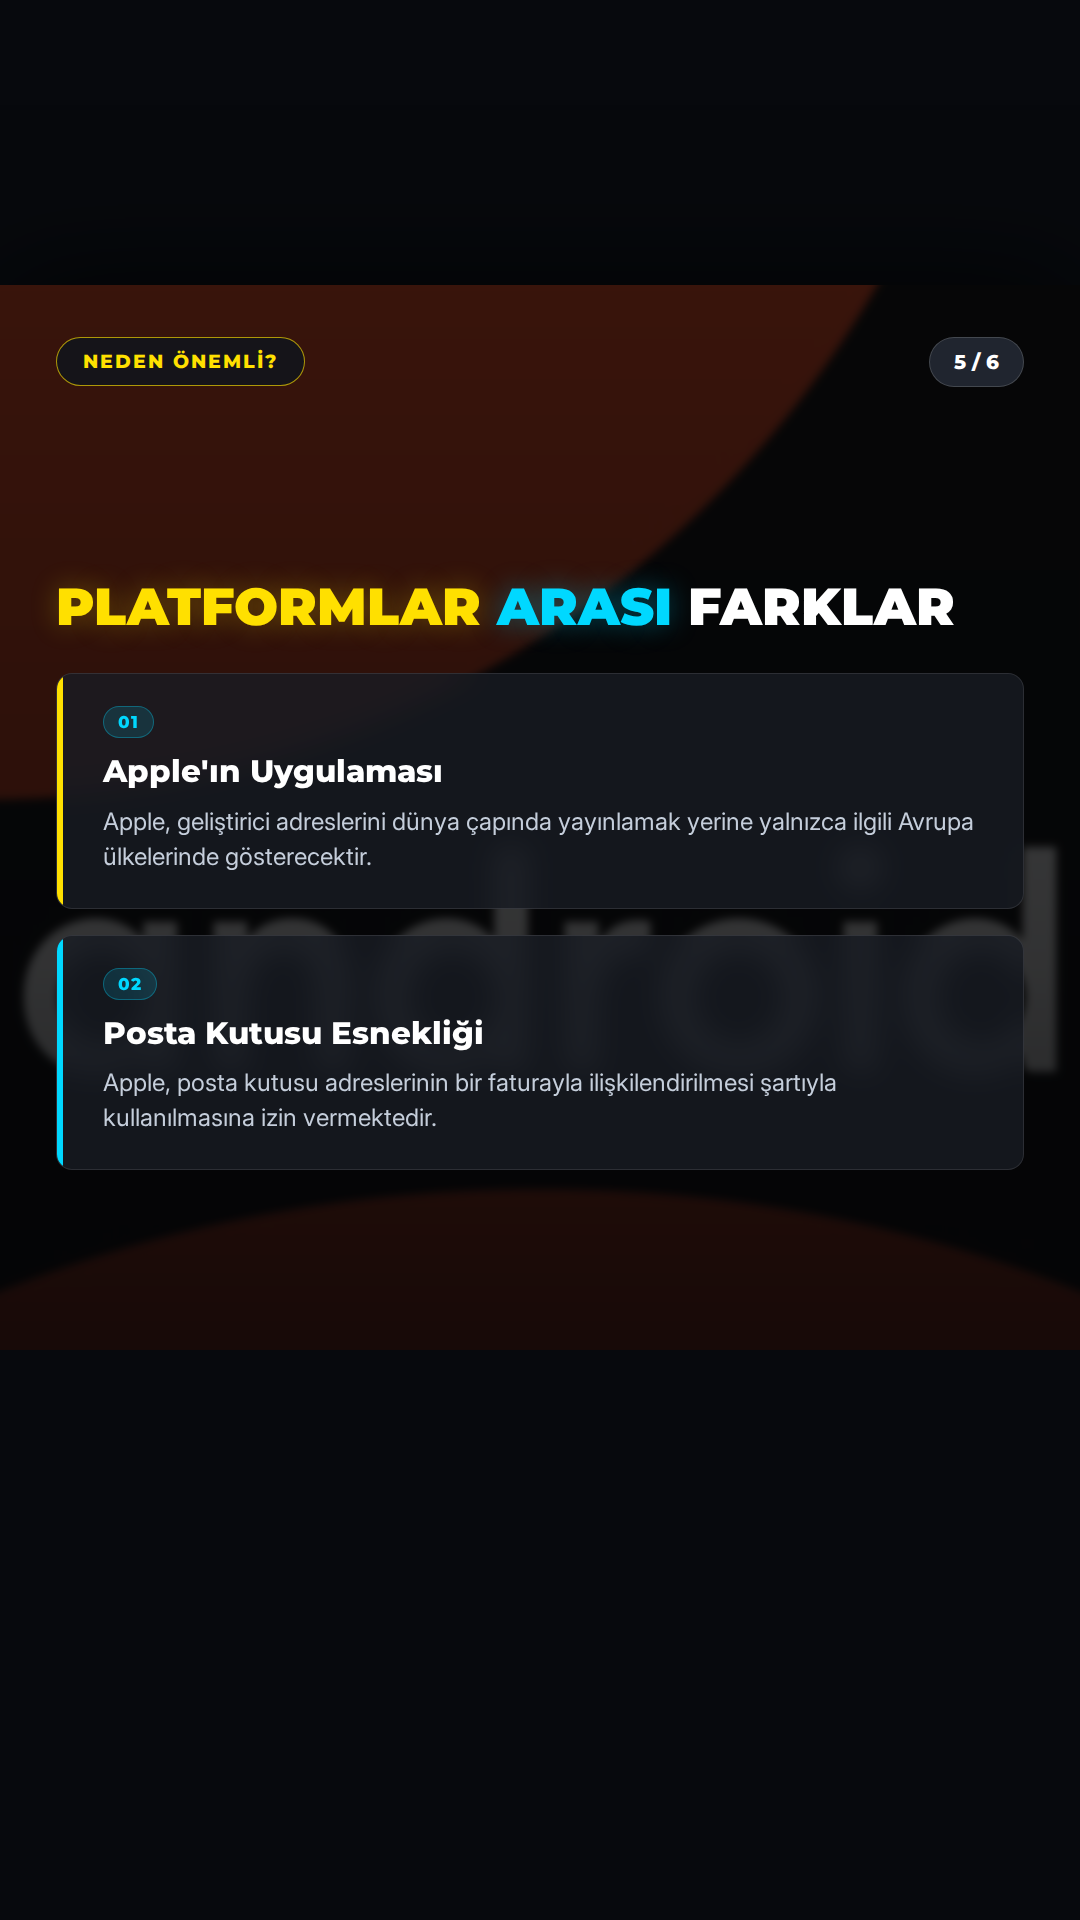 NEDEN ÖNEMLİ?
5 / 6
PLATFORMLAR ARASI FARKLAR
01
Apple'ın Uygulaması
Apple, geliştirici adreslerini dünya çapında yayınlamak yerine yalnızca ilgili Avrupa
ülkelerinde gösterecektir.
android
02
Posta Kutusu Esnekliği
Apple, posta kutusu adreslerinin bir faturayla ilişkilendirilmesi şartıyla
kullanılmasına izin vermektedir.